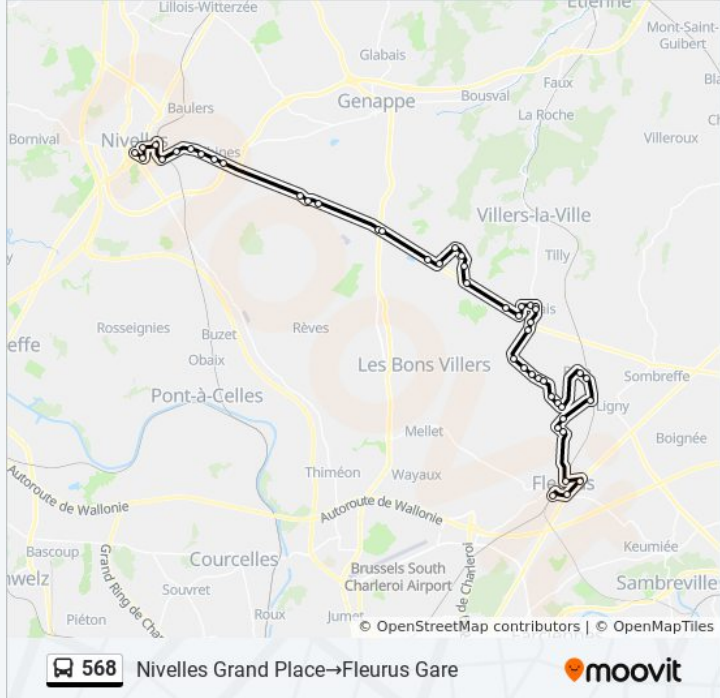 Lillois-Witterzée
Etienne
Mont-Saint-
Guibert
Glabais
Faux
Genappe
Bousval
Baulers
La Roche
Bornival
Villeroux
Villers-la-Ville
Tilly
Rosseignies
Buzet
Rèves
Obaix
Les Bons Villers
Sombreffe
Pont-à-Celles
Ligny
Mellet
Boignée
Thiméon
Wayaux
Autoroute de Wallonie
Autoroute de Wallonie
Bascoup
Courcelles
Keumiée
Brussels South
Charleroi Airport
Souvret
Sambreville
Roux
Piéton
© OpenStreetMap contributors | © OpenMapTiles
568 Nivelles Grand Place→Fleurus Gare
moovit